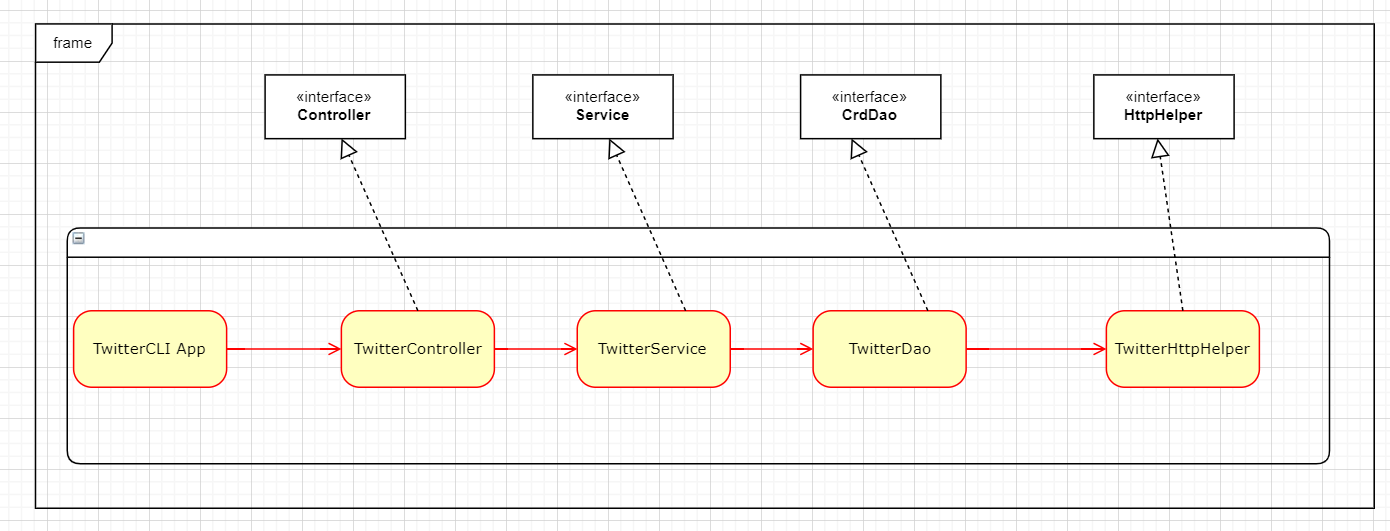 frame
«interface»
Controller
«interface»
Service
«interface»
CrdDao
«interface»
HttpHelper
TwitterCLI App
TwitterController
TwitterService
TwitterDao
TwitterHttpHelper